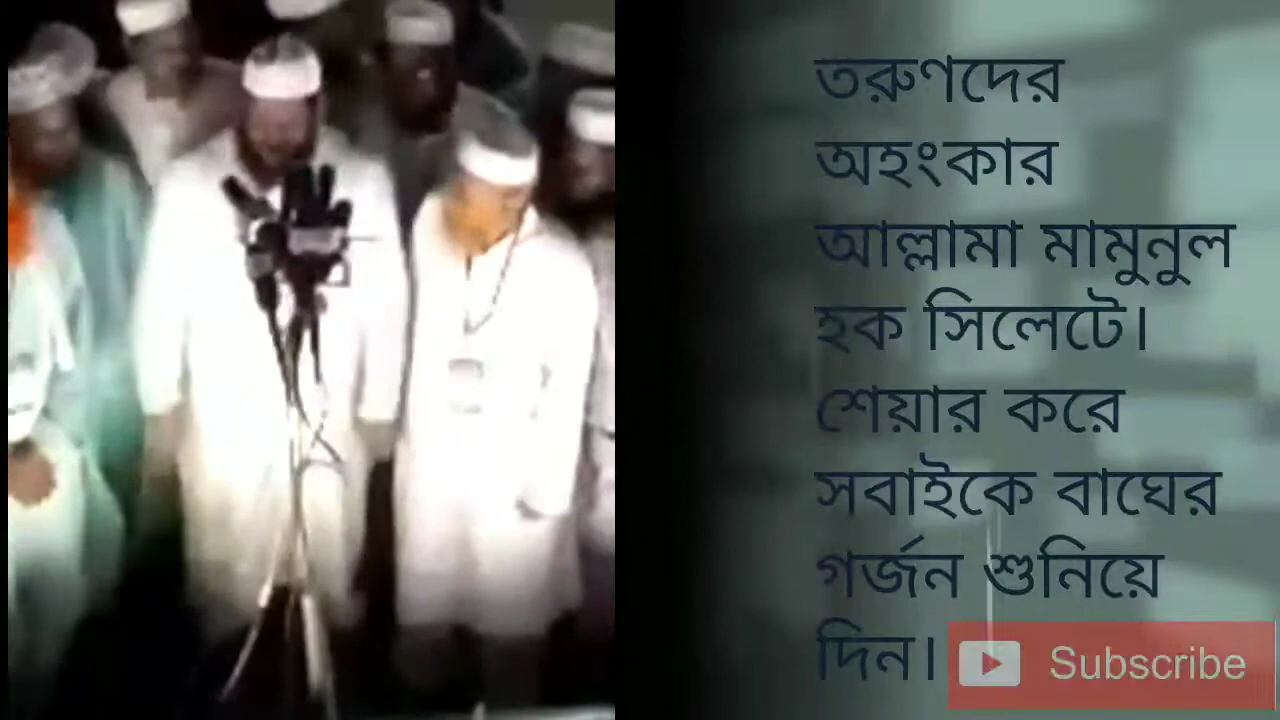 তরুণদের
অহংকার
আল্লামা মামুনুল
হক সিলেটে।
শেয়ার করে
সবাইকে বাঘের
গর্জন শুনিয়ে
দিন।
Subscribe